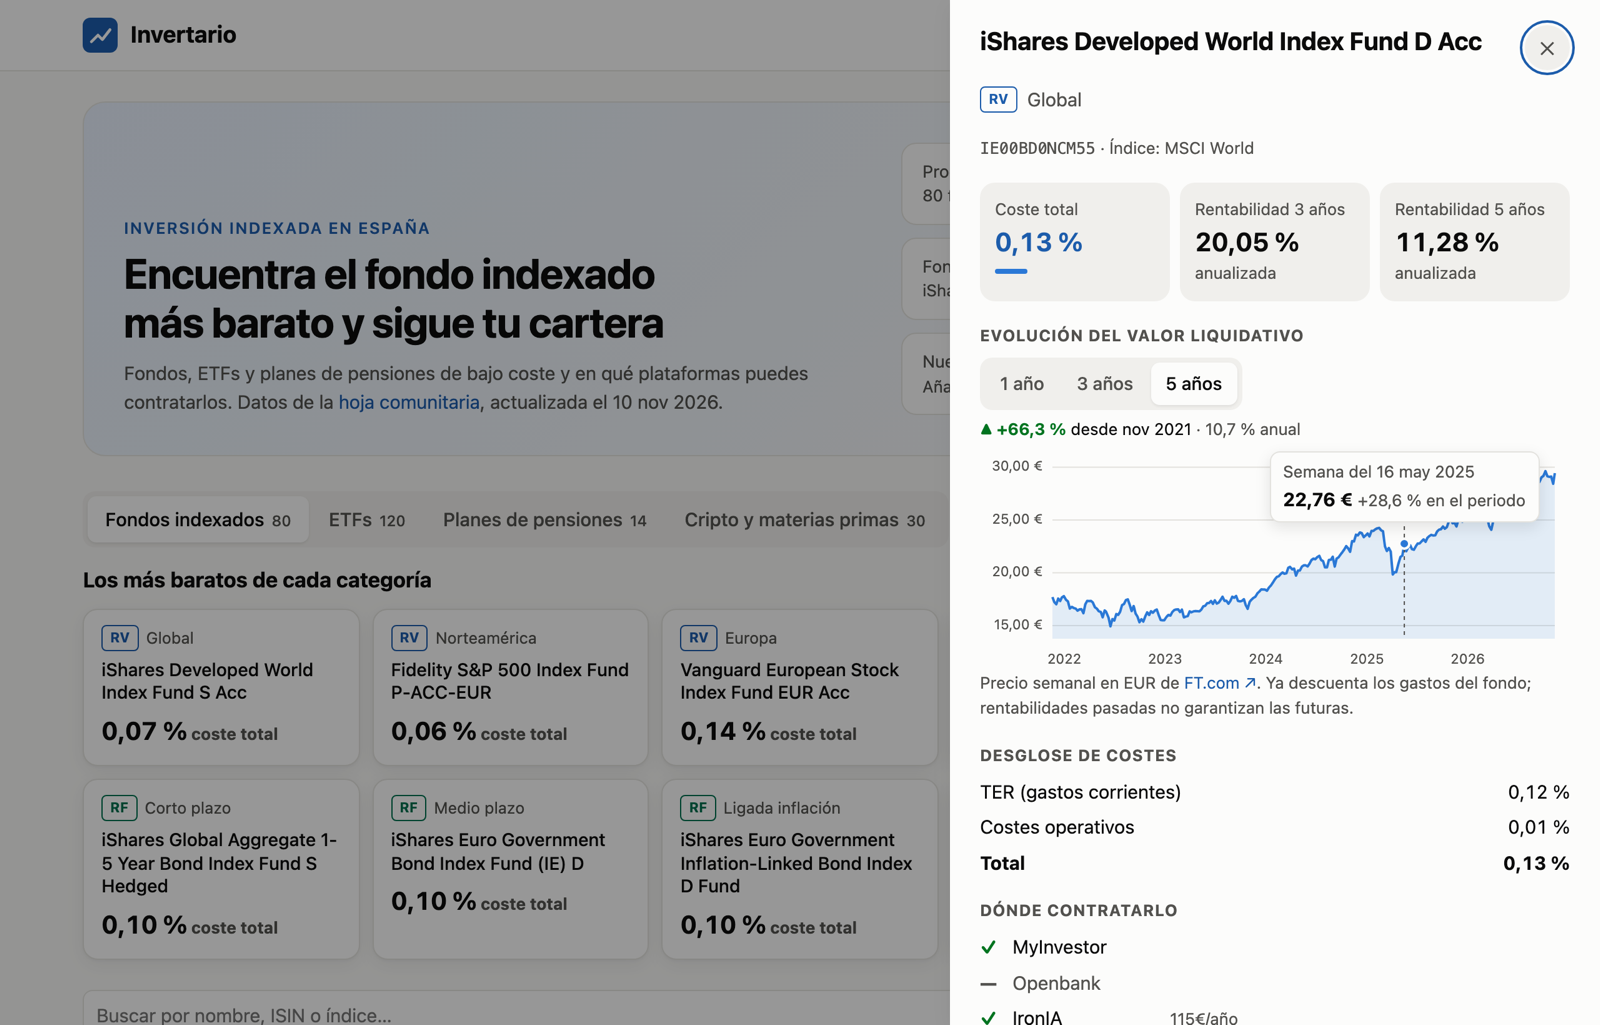 Invertario
INVERSIÓN INDEXADA EN ESPAÑA
Encuentra el fondo indexado
más barato y sigue tu cartera
Fondos, ETFs y planes de pensiones de bajo coste y en qué plataformas puedes
contratarlos. Datos de la hoja comunitaria, actualizada el 10 nov 2026.
Pro
80
Fon
iSha
Nue
Aña
Fondos indexados 80
ETFs 120
Planes de pensiones 14
Cripto y materias primas 30
Los más baratos de cada categoría
RV Global
iShares Developed World
Index Fund S Acc
0,07 % coste total
RV Norteamérica
Fidelity S&P 500 Index Fund
P-ACC-EUR
0,06 % coste total
RV Europa
Vanguard European Stock
Index Fund EUR Acc
0,14 % coste total
RF Corto plazo
iShares Global Aggregate 1-
5 Year Bond Index Fund S
Hedged
0,10 % coste total
RF Medio plazo
iShares Euro Government
Bond Index Fund (IE) D
0,10 % coste total
RF Ligada inflación
iShares Euro Government
Inflation-Linked Bond Index
D Fund
0,10 % coste total
Buscar por nombre, ISIN o índice...
iShares Developed World Index Fund D Acc
RV Global
IE00BD0NCM55 · Índice: MSCI World
Coste total
0,13 %
Rentabilidad 3 años
20,05 %
anualizada
Rentabilidad 5 años
11,28 %
anualizada
EVOLUCIÓN DEL VALOR LIQUIDATIVO
1 año
3 años
5 años
▲ +66,3 % desde nov 2021 · 10,7 % anual
Semana del 16 may 2025
22,76 € +28,6 % en el periodo
30,00 €
25,00 €
20,00 €
15,00 €
2022
2023
2024
2025
2026
Precio semanal en EUR de FT.com ↗. Ya descuenta los gastos del fondo;
rentabilidades pasadas no garantizan las futuras.
DESGLOSE DE COSTES
TER (gastos corrientes) 0,12 %
Costes operativos 0,01 %
Total 0,13 %
DÓNDE CONTRATARLO
MyInvestor
Openbank
IronIA 115€/año